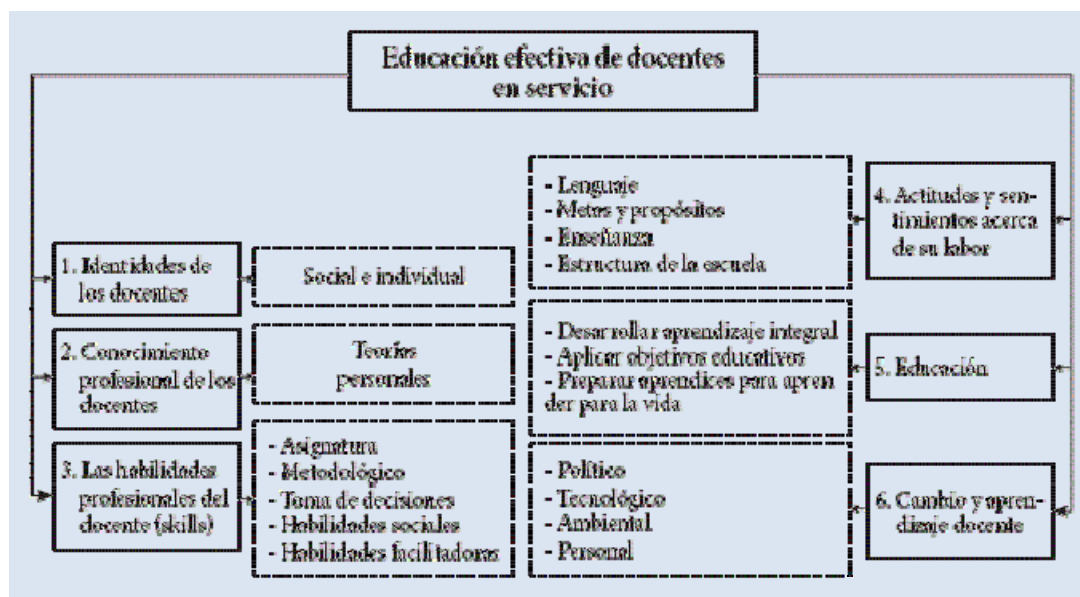 Educación efectiva de docentes
en servicio
1. Identidades de
los docentes
Social e individual
2. Conocimiento
profesional de los
docentes
Teorías
personales
3. Las habilidades
profesionales del
docente (skills)
- Asignatura
- Metodológico
- Toma de decisiones
- Habilidades sociales
- Habilidades facilitadoras
- Lenguaje
- Metas y propósitos
- Enseñanza
- Estructura de la escuela
4. Actitudes y sen-
timientos acerca
de su labor
- Desarrollar aprendizaje integral
- Aplicar objetivos educativos
- Preparar aprendices para apren
der para la vida
5. Educación
- Político
- Tecnológico
- Ambiental
- Personal
6. Cambio y apren-
dizaje docente